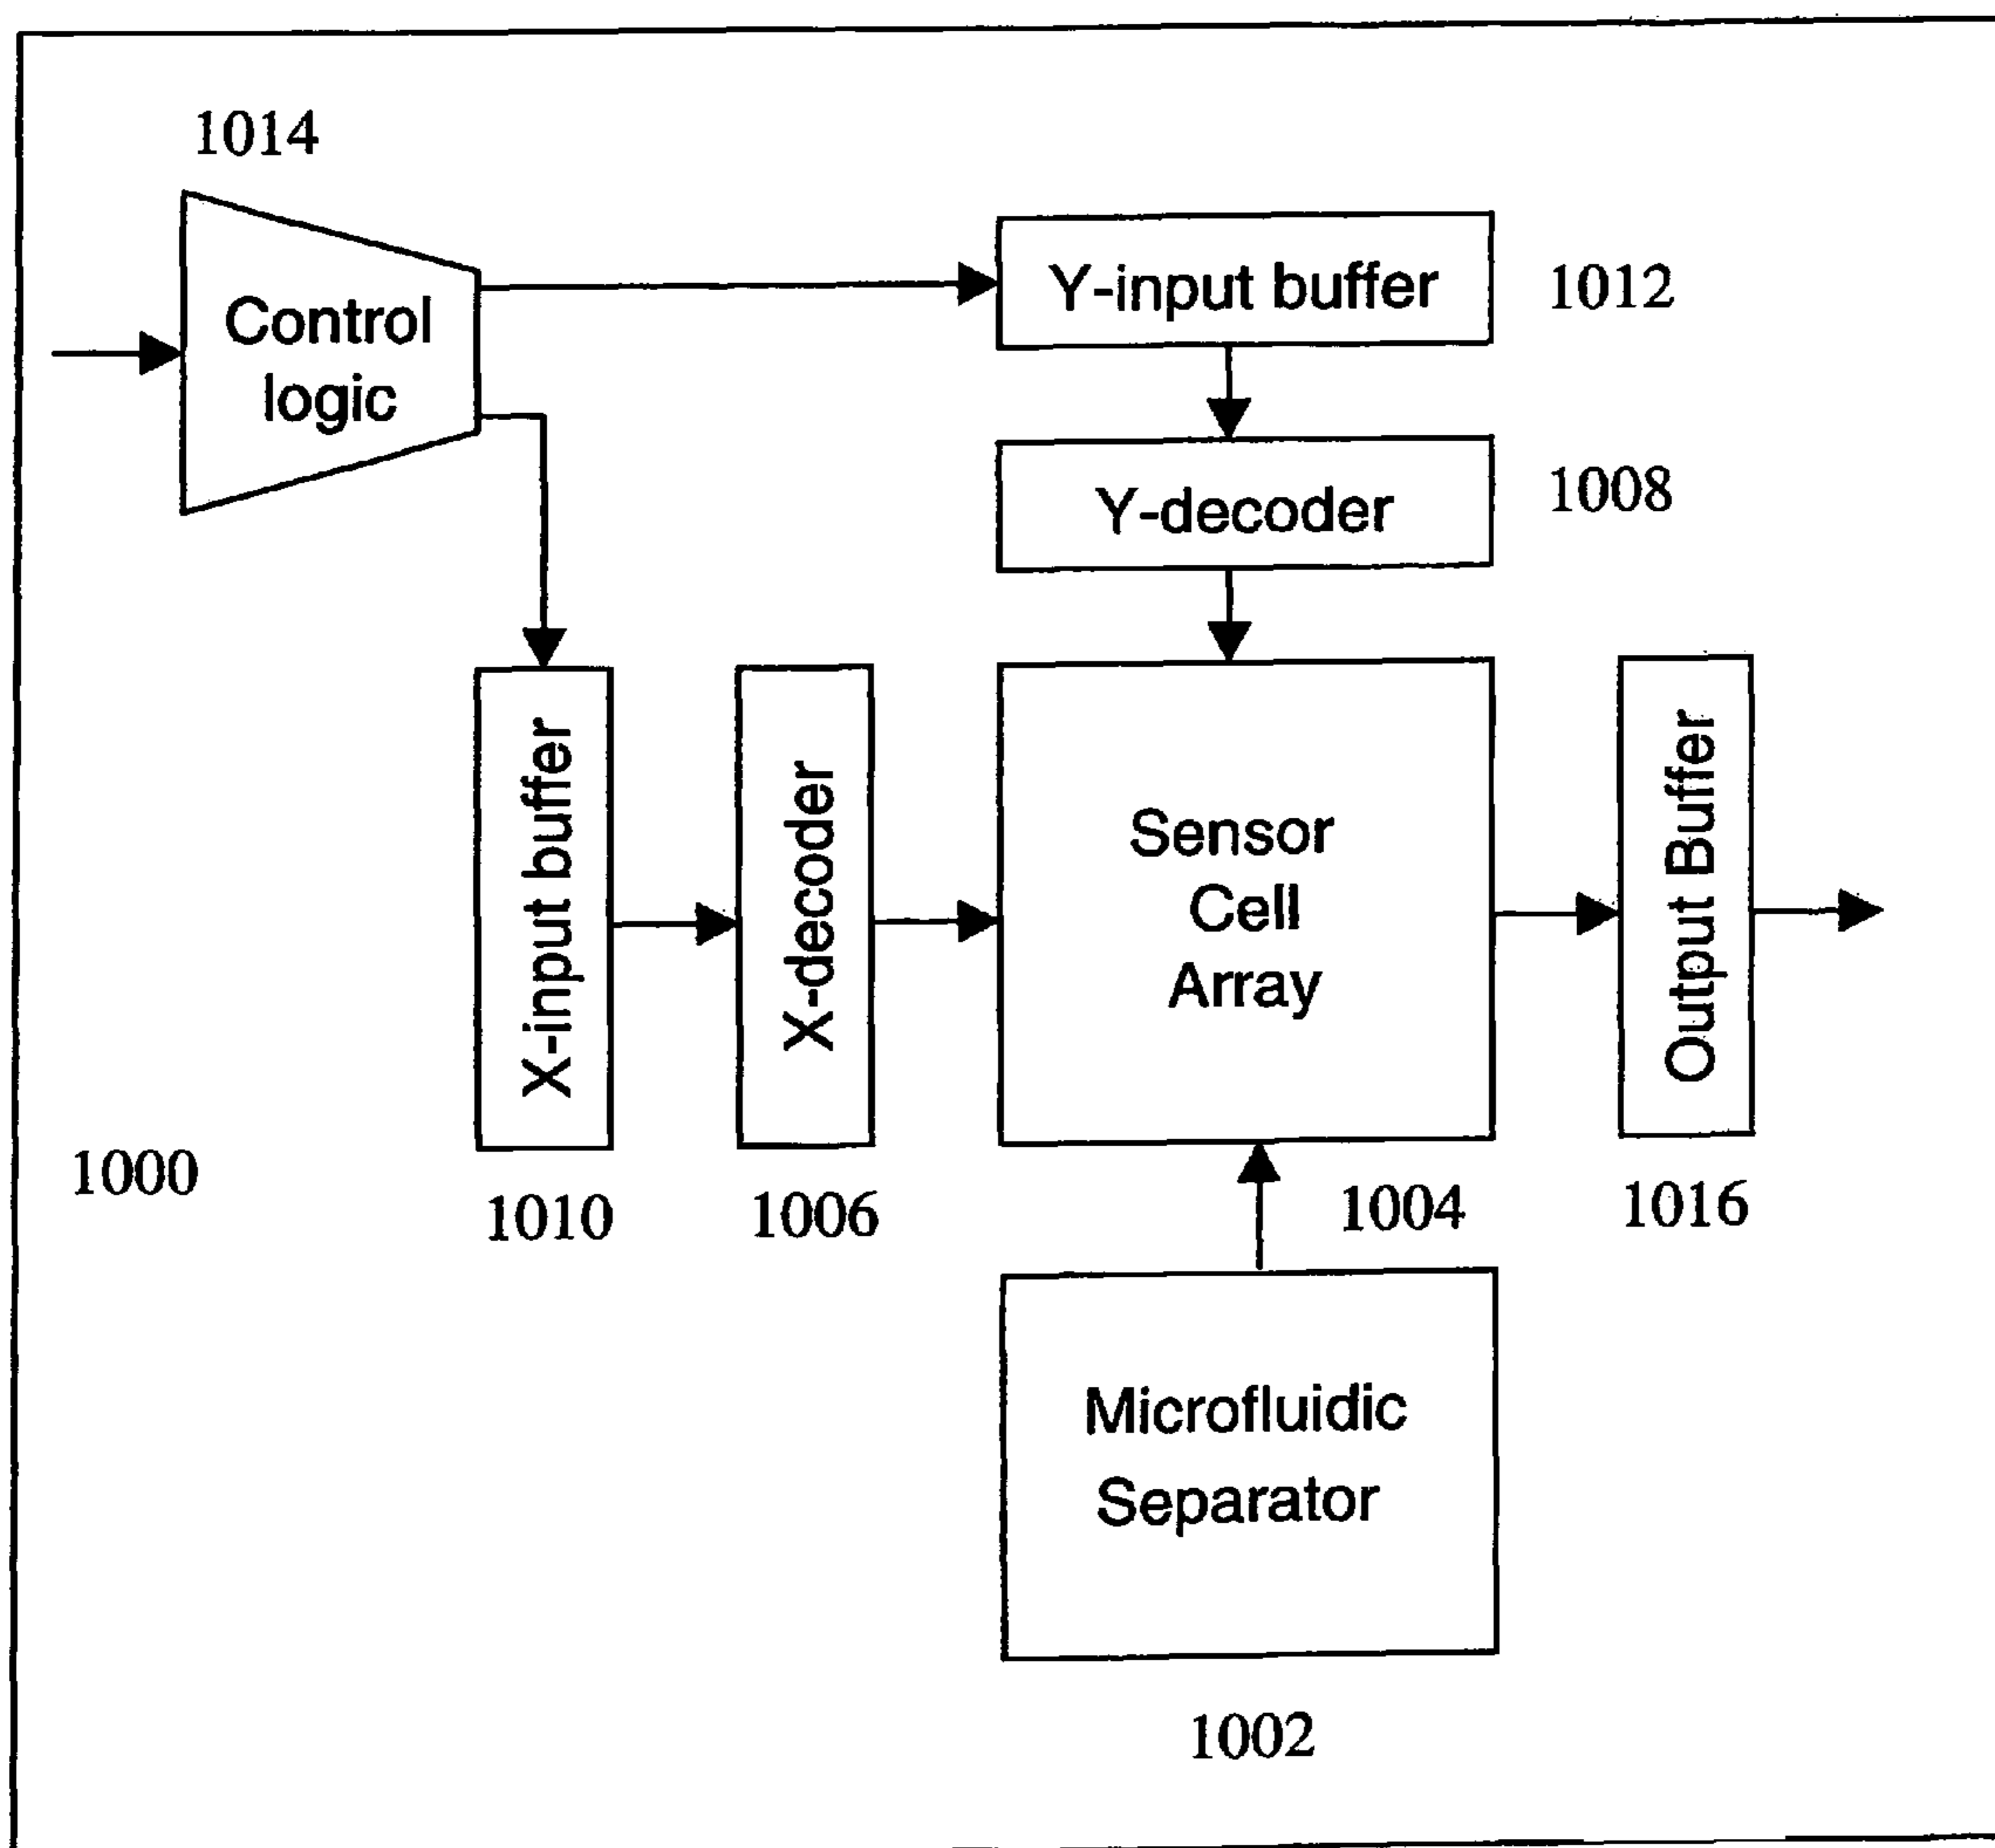 1014
Control
logic
Y-input buffer
1012
Y-decoder
1008
X-input buffer
X-decoder
Sensor
Cell
Array
Output Buffer
1000
1010
1006
1004
1016
Microfluidic
Separator
1002